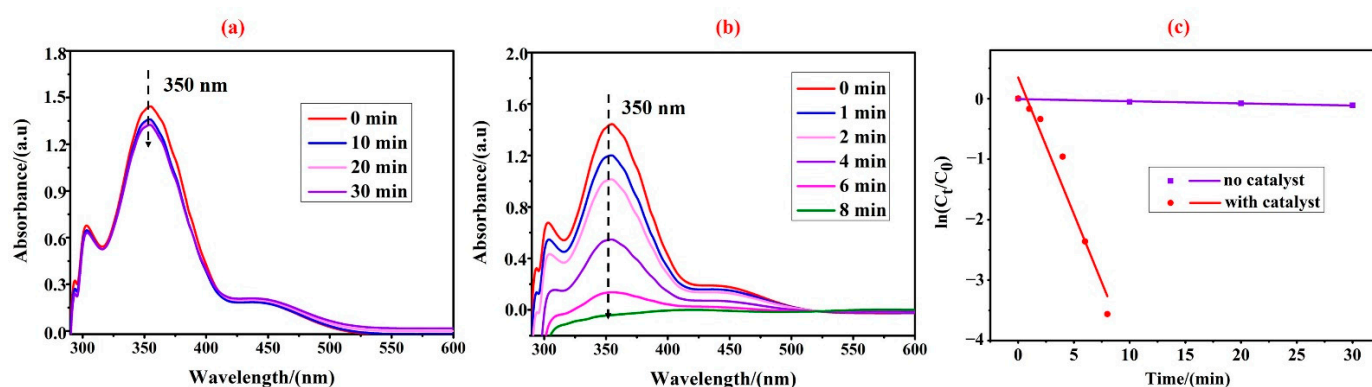 (a)
350 nm
0 min
10 min
20 min
30 min
1.8
1.5
1.2
0.9
0.6
0.3
0.0
300 350 400 450 500 550 600
Absorbance/(a.u)
Wavelength/(nm)
(b)
350 nm
0 min
1 min
2 min
4 min
6 min
8 min
2.0
1.6
1.2
0.8
0.4
0.0
300 350 400 450 500 550 600
Absorbance/(a.u)
Wavelength/(nm)
(c)
no catalyst
with catalyst
0
−1
−2
−3
−4
0 5 10 15 20 25 30
ln(Ct/C0)
Time/(min)